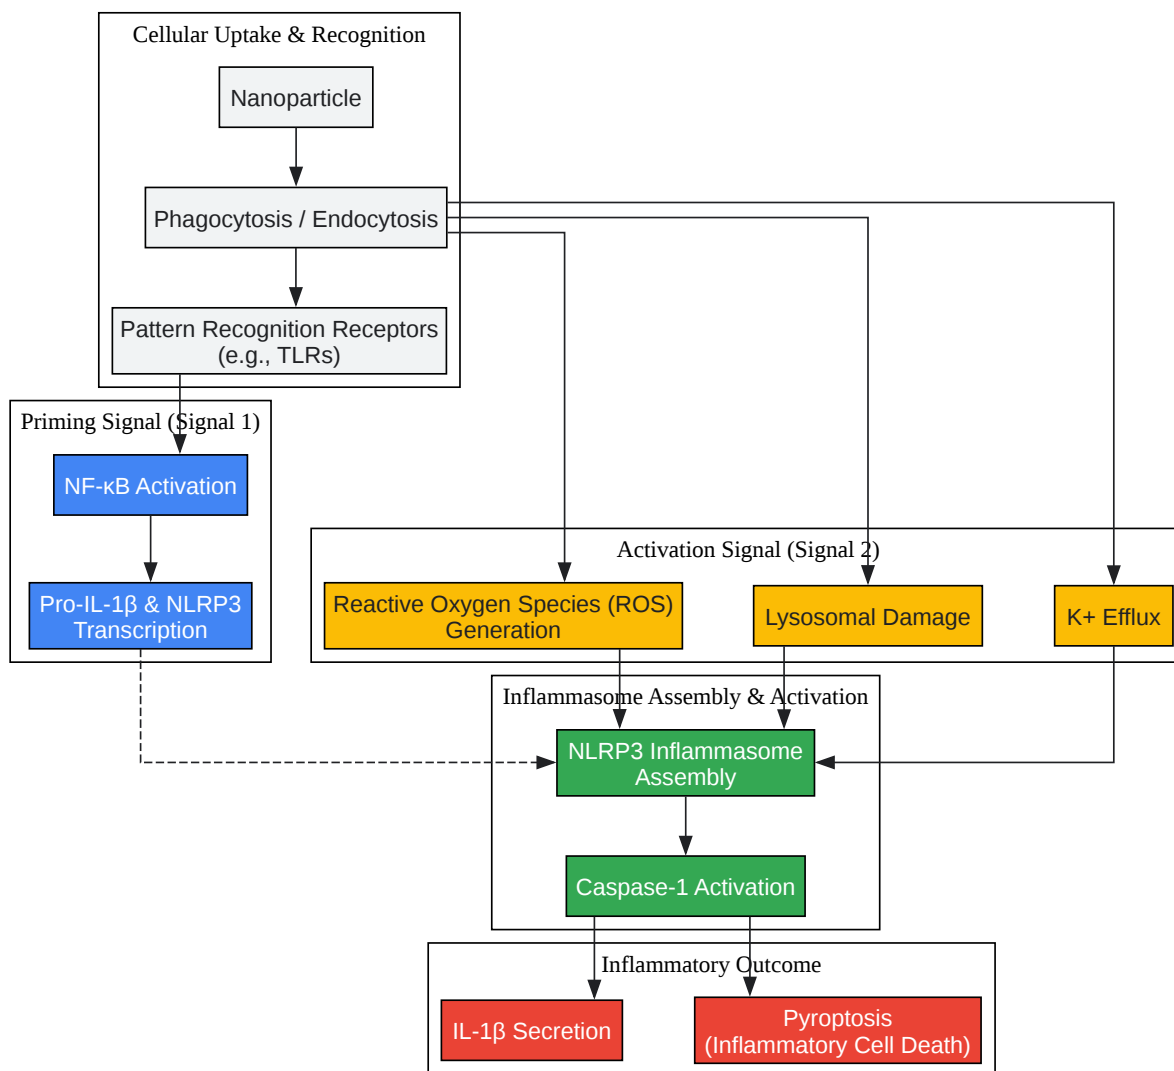 Cellular Uptake & Recognition
Nanoparticle
Phagocytosis / Endocytosis
Pattern Recognition Receptors
(e.g., TLRs)
Priming Signal (Signal 1)
NF-κB Activation
Pro-IL-1β & NLRP3
Transcription
Activation Signal (Signal 2)
Reactive Oxygen Species (ROS)
Generation
Lysosomal Damage
K+ Efflux
Inflammasome Assembly & Activation
NLRP3 Inflammasome
Assembly
Caspase-1 Activation
Inflammatory Outcome
IL-1β Secretion
Pyroptosis
(Inflammatory Cell Death)